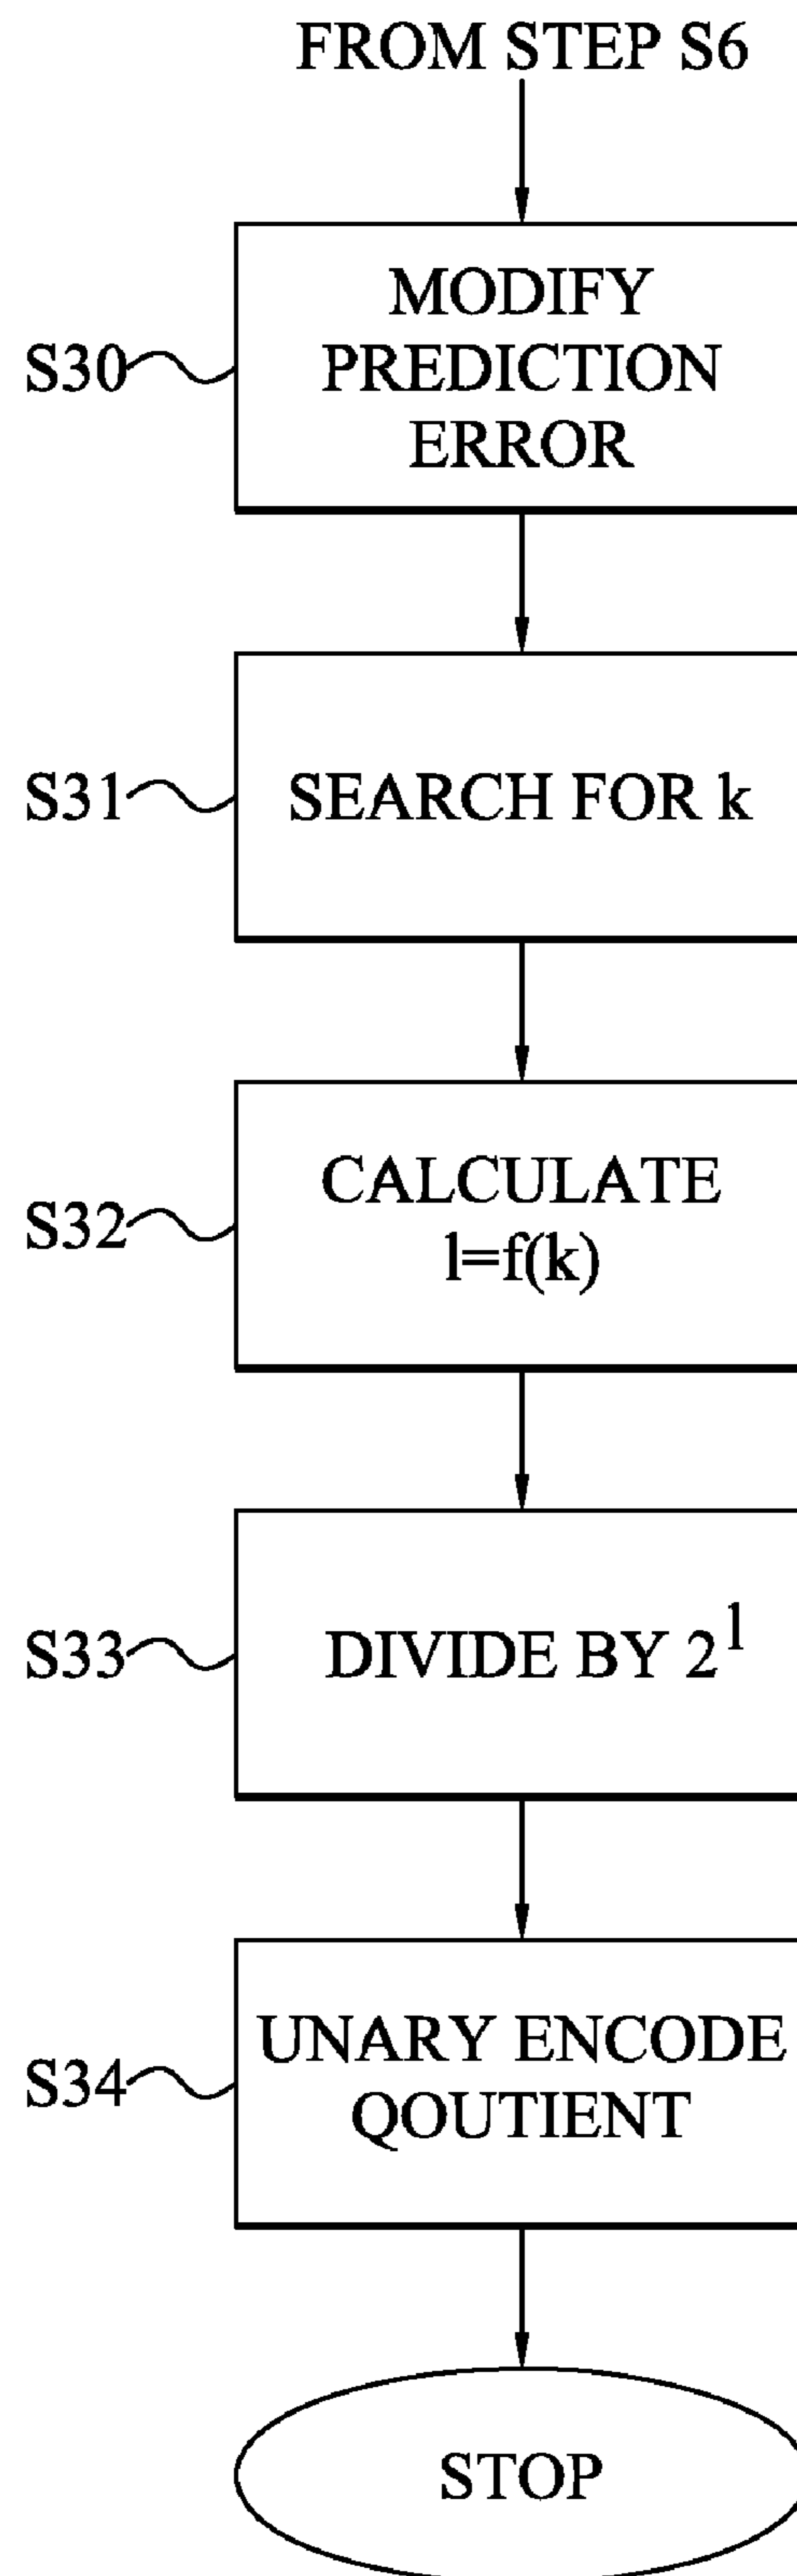 FROM STEP S6
MODIFY
PREDICTION
ERROR
S30
SEARCH FOR k
S31
CALCULATE
l=f(k)
S32
DIVIDE BY 2^l
S33
UNARY ENCODE
QOUTIENT
S34
STOP